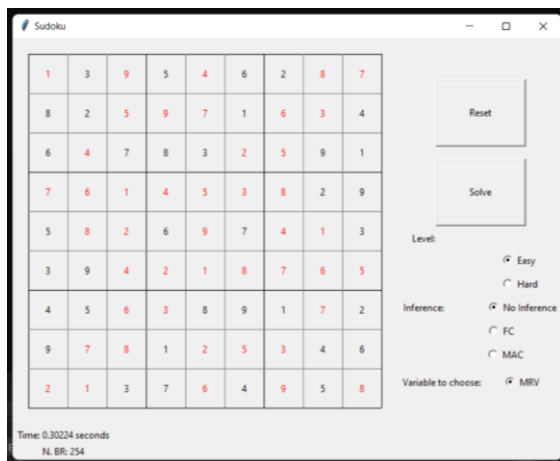 Sudoku
1 3 9 5 4 6 2 8 7
8 2 5 9 7 1 6 3 4
6 4 7 8 3 2 5 9 1
7 6 1 4 5 3 8 2 9
5 8 2 6 9 7 4 1 3
3 9 4 2 1 8 7 6 5
4 5 6 3 8 9 1 7 2
9 7 8 1 2 5 3 4 6
2 1 3 7 6 4 9 5 8
Reset
Solve
Level:
Easy
Hard
Inference:
No Inference
FC
MAC
Variable to choose:
MRV
Time: 0.30224 seconds
N. BR: 254